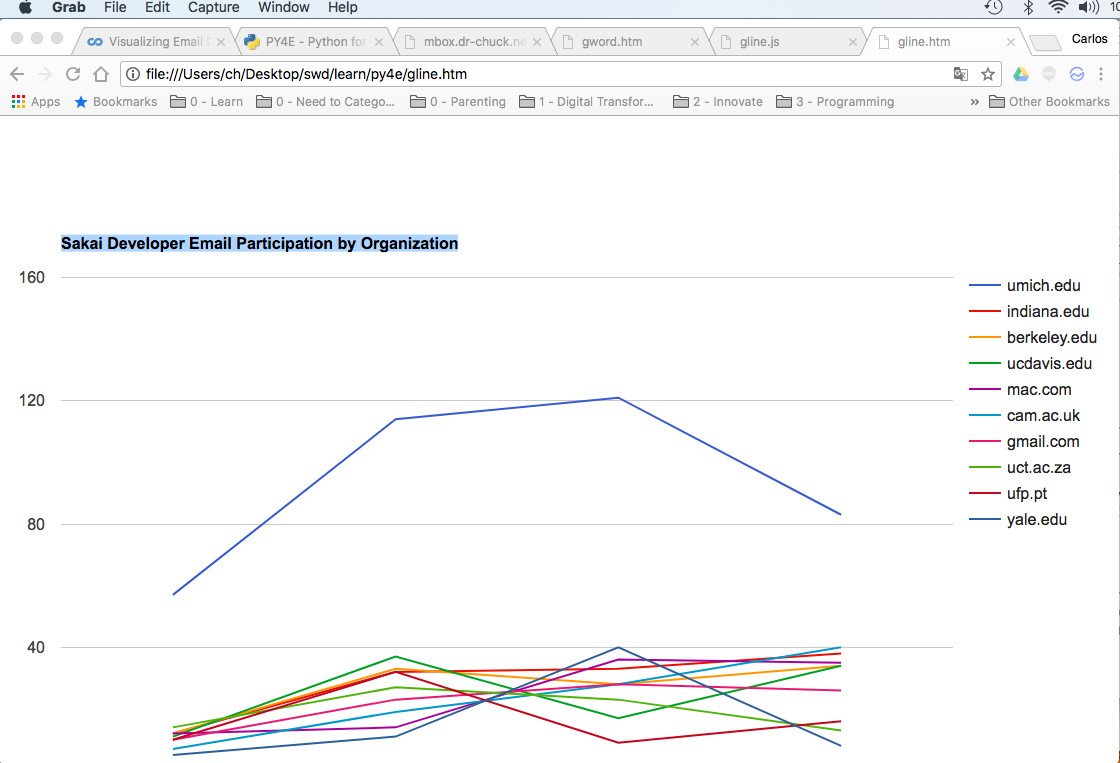 Grab File Edit Capture Window Help
Visualizing Email PY4E - Python for mbox.dr-chuck.ne gword.htm gline.js gline.htm Carlos
file:///Users/ch/Desktop/swd/learn/py4e/gline.htm
Apps Bookmarks 0 - Learn 0 - Need to Catego... 0 - Parenting 1 - Digital Transfor... 2 - Innovate 3 - Programming » Other Bookmarks
Sakai Developer Email Participation by Organization
160
120
80
40
umich.edu
indiana.edu
berkeley.edu
ucdavis.edu
mac.com
cam.ac.uk
gmail.com
uct.ac.za
ufp.pt
yale.edu